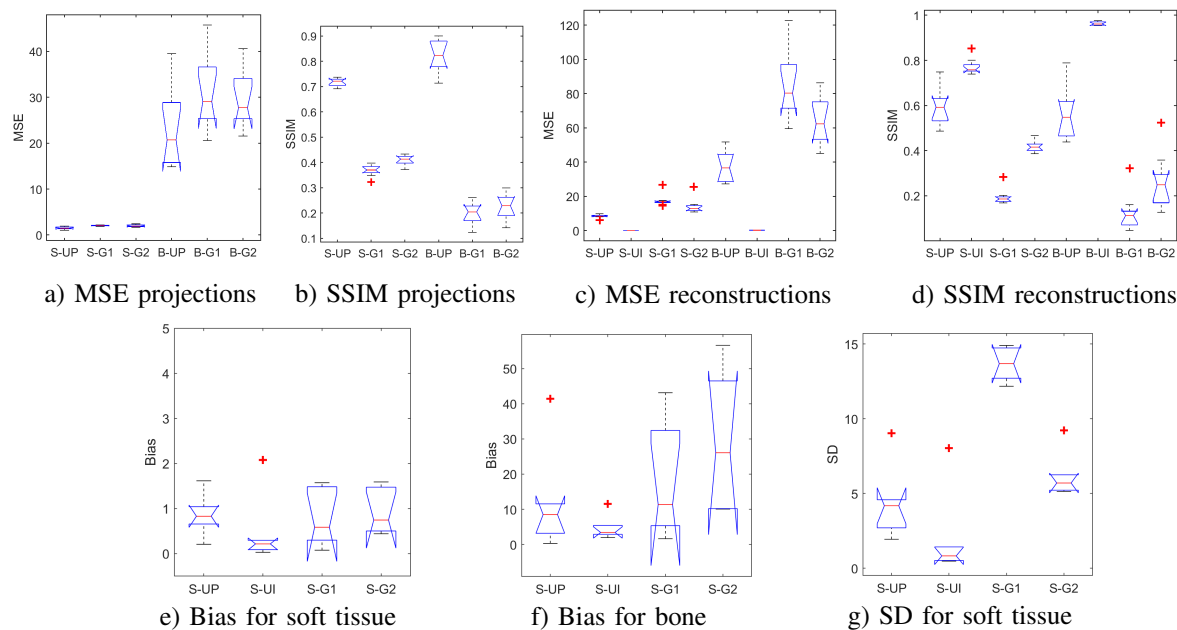 40
30
20
10
0
MSE
S-UP S-G1 S-G2 B-UP B-G1 B-G2
a) MSE projections
0.9
0.8
0.7
0.6
0.5
0.4
0.3
0.2
0.1
SSIM
S-UP S-G1 S-G2 B-UP B-G1 B-G2
b) SSIM projections
120
100
80
60
40
20
0
MSE
S-UP S-UI S-G1 S-G2 B-UP B-UI B-G1 B-G2
c) MSE reconstructions
1
0.8
0.6
0.4
0.2
SSIM
S-UP S-UI S-G1 S-G2 B-UP B-UI B-G1 B-G2
d) SSIM reconstructions
5
4
3
2
1
0
Bias
S-UP S-UI S-G1 S-G2
e) Bias for soft tissue
50
40
30
20
10
0
Bias
S-UP S-UI S-G1 S-G2
f) Bias for bone
15
10
5
0
SD
S-UP S-UI S-G1 S-G2
g) SD for soft tissue